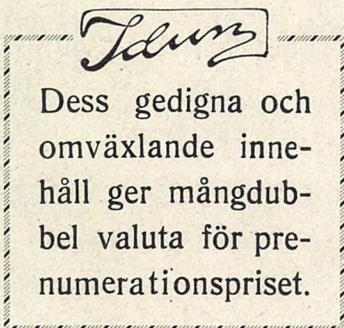 Idun
Dess gedigna och
omväxlande inne-
håll ger mångdub-
bel valuta för pre-
numerationspriset.